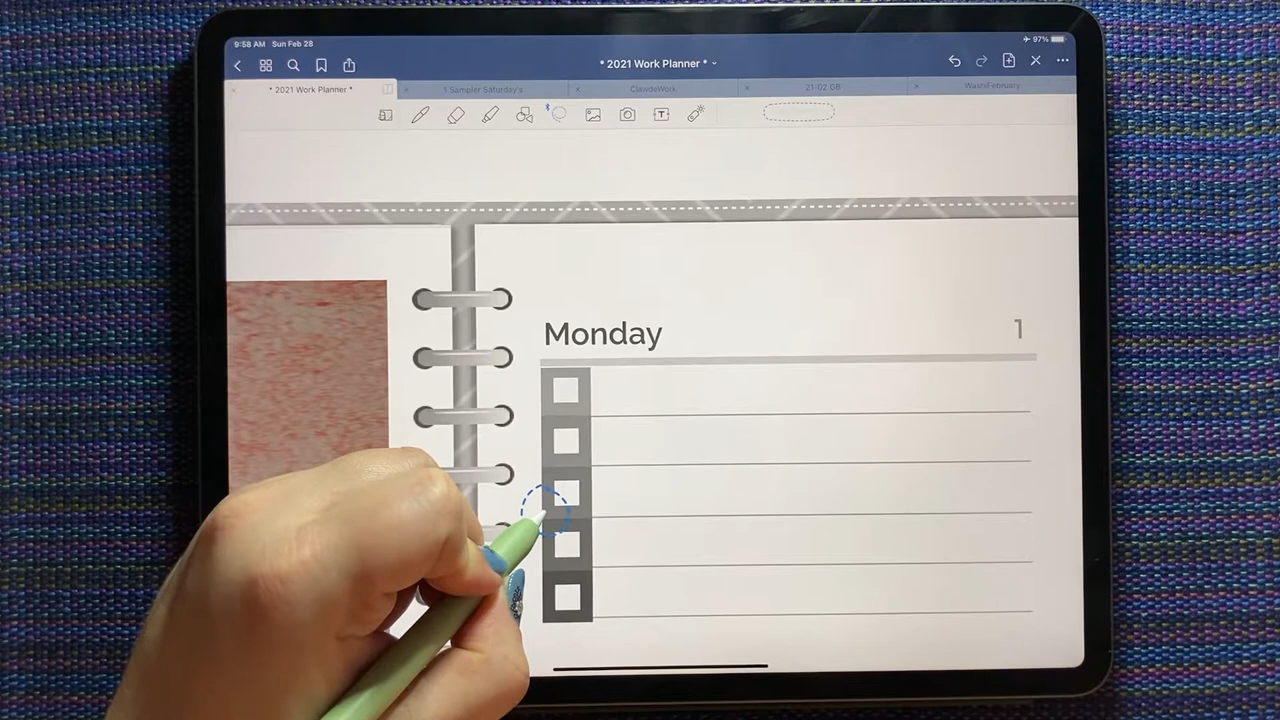 9:58 AM Sun Feb 28
97%
* 2021 Work Planner *
* 2021 Work Planner *
1 Sampler Saturday's
ClawdeWork
21-02 GB
WashiFebruary
T
Monday
1